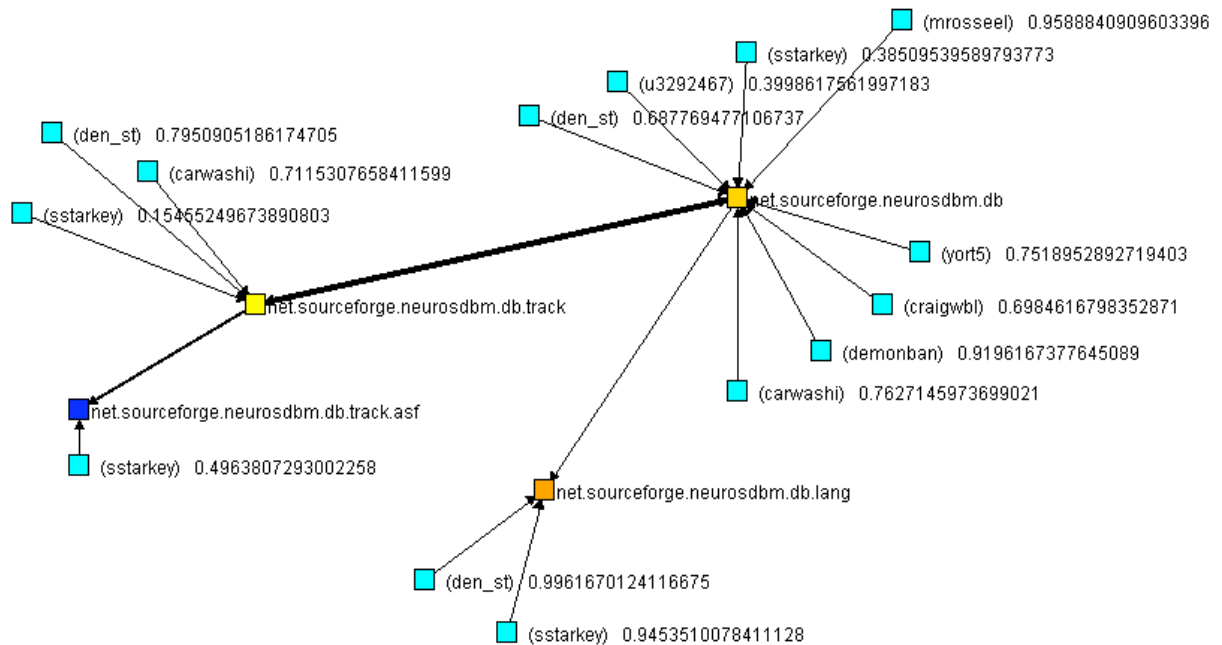 (mrosseel) 0.9588840909603396
(sstarkey) 0.38509539589793773
(u3292467) 0.3998617561997183
(den_st) 0.687769477106737
(den_st) 0.7950905186174705
(carwashi) 0.7115307658411599
(sstarkey) 0.15455249673890803
net.sourceforge.neurosdbm.db
(yort5) 0.7518952892719403
net.sourceforge.neurosdbm.db.track
(craigwbl) 0.6984616798352871
(demonban) 0.9196167377645089
(carwashi) 0.7627145973699021
net.sourceforge.neurosdbm.db.track.asf
(sstarkey) 0.4963807293002258
net.sourceforge.neurosdbm.db.lang
(den_st) 0.9961670124116675
(sstarkey) 0.9453510078411128